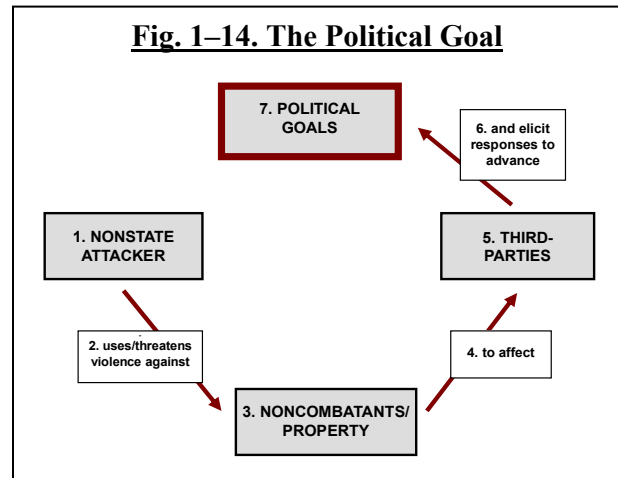 Fig. 1–14. The Political Goal
7. POLITICAL
GOALS
6. and elicit
responses to
advance
1. NONSTATE
ATTACKER
5. THIRD-
PARTIES
2. uses/threatens
violence against
4. to affect
3. NONCOMBATANTS/
PROPERTY